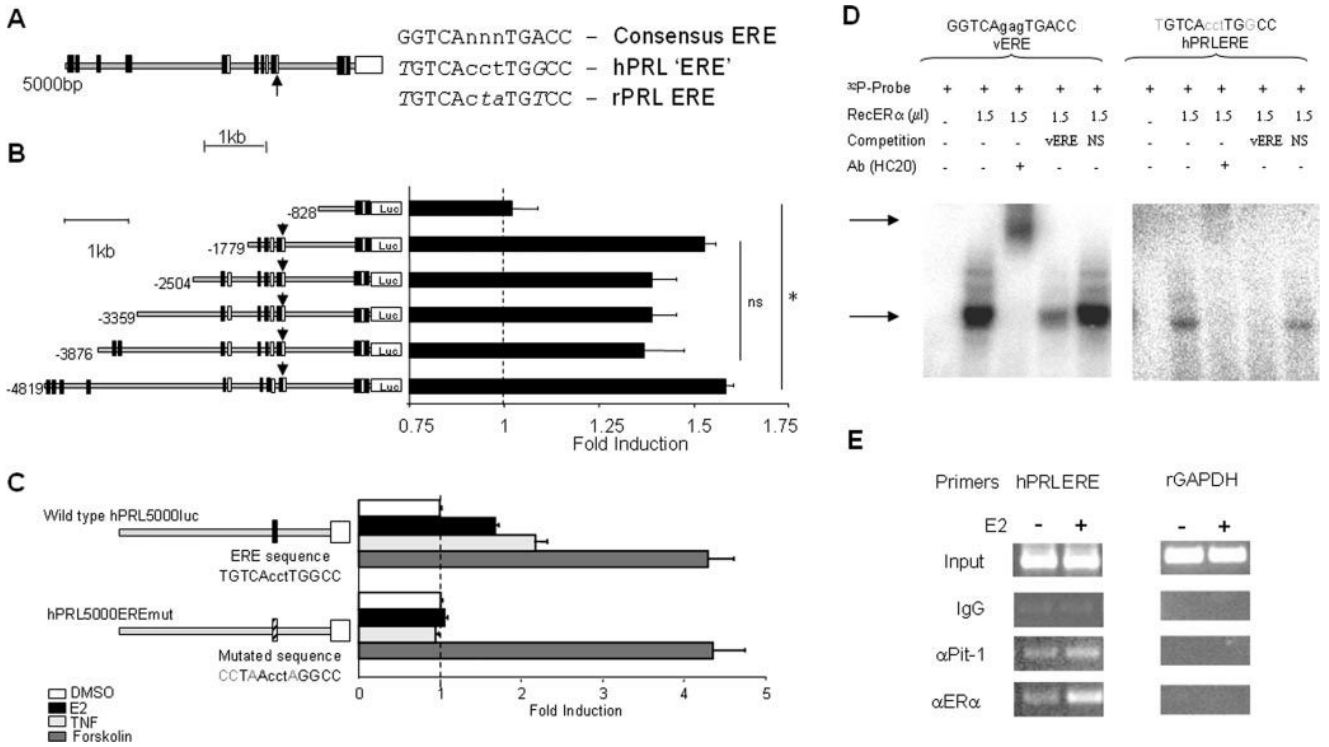 A
GGTCAnnnTGACC – Consensus ERE
TGTCAcctTGGCC – hPRL 'ERE'
TGTCActaTGTCC – rPRL ERE
5000bp
1kb
B
1kb
-828
Luc
-1779
Luc
-2504
Luc
-3359
Luc
-3876
Luc
-4819
Luc
ns
*
0.75 1 1.25 1.5 1.75
Fold Induction
C
Wild type hPRL5000luc
ERE sequence
TGTCAcctTGGCC
hPRL5000EREmut
Mutated sequence
CCTAAcctAGGCC
DMSO
E2
TNF
Forskolin
0 1 2 3 4 5
Fold Induction
D
GGTCAgagTGACC TGTCAcctTGGCC
vERE hPRLERE
32P-Probe + + + + + + + + + +
RecERα (µl) - 1.5 1.5 1.5 1.5 - 1.5 1.5 1.5 1.5
Competition - - - vERE NS - - - vERE NS
Ab (HC20) - - + - - - - + - -
E
Primers hPRLERE rGAPDH
E2 - + - +
Input
IgG
αPit-1
αERα